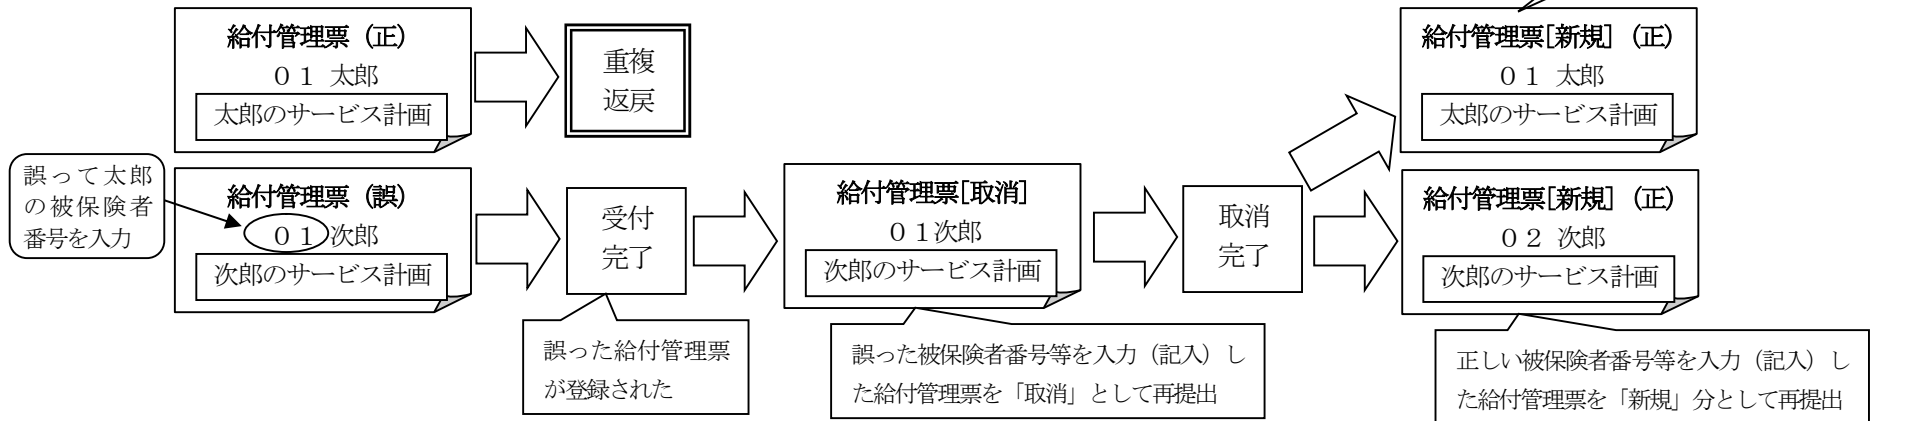 給付管理票（正）
０１ 太郎
太郎のサービス計画
重複
返戻
給付管理票[新規]（正）
０１ 太郎
太郎のサービス計画
誤って太郎
の被保険者
番号を入力
給付管理票（誤）
０１次郎
次郎のサービス計画
受付
完了
給付管理票[取消]
０１次郎
次郎のサービス計画
取消
完了
給付管理票[新規]（正）
０２ 次郎
次郎のサービス計画
誤った給付管理票
が登録された
誤った被保険者番号等を入力（記入）し
た給付管理票を「取消」として再提出
正しい被保険者番号等を入力（記入）し
た給付管理票を「新規」分として再提出